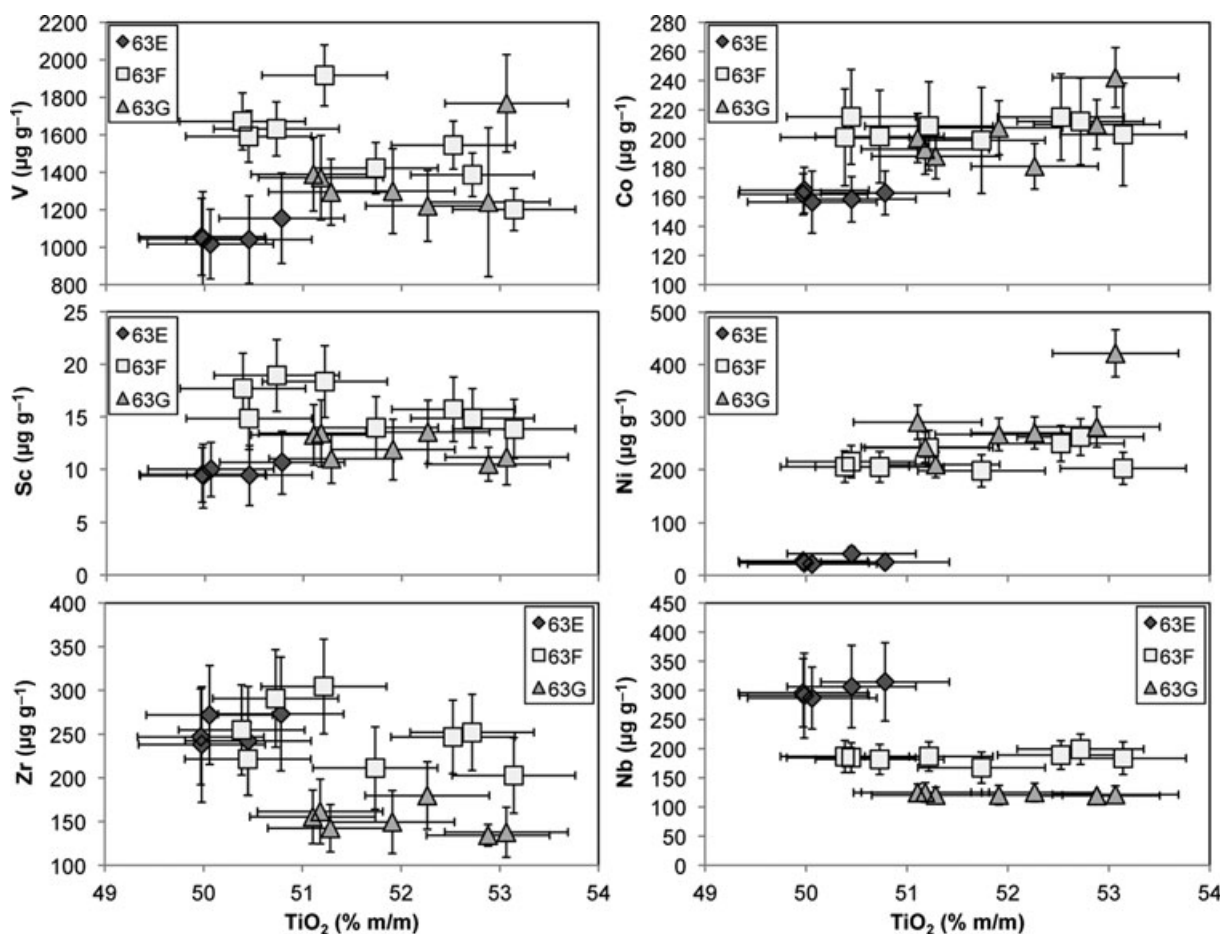 2200
2000
1800
1600
1400
1200
1000
800
V (µg g⁻¹)
63E
63F
63G
280
260
240
220
200
180
160
140
120
100
Co (µg g⁻¹)
63E
63F
63G
25
20
15
10
5
0
Sc (µg g⁻¹)
63E
63F
63G
500
400
300
200
100
0
Ni (µg g⁻¹)
63E
63F
63G
400
350
300
250
200
150
100
Zr (µg g⁻¹)
63E
63F
63G
49 50 51 52 53 54
TiO₂ (% m/m)
450
400
350
300
250
200
150
100
50
0
Nb (µg g⁻¹)
63E
63F
63G
49 50 51 52 53 54
TiO₂ (% m/m)